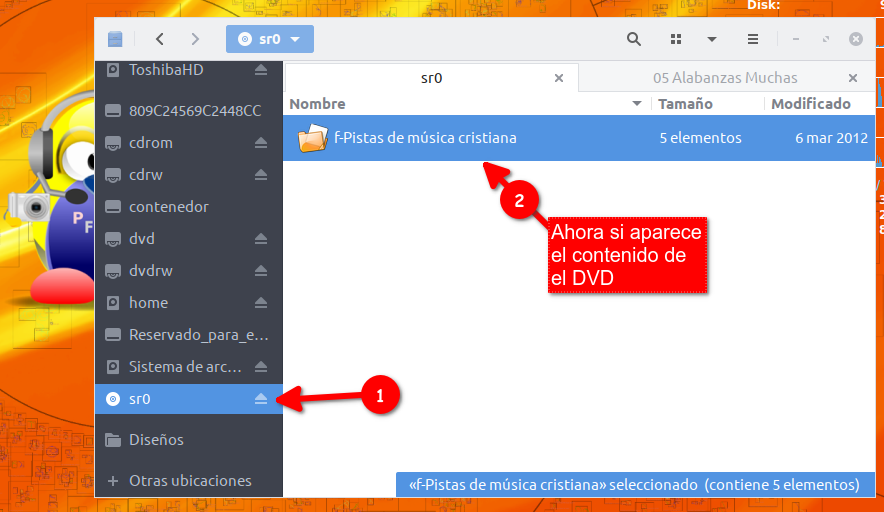 Disk:
sr0
ToshibaHD
809C24569C2448CC
cdrom
cdrw
contenedor
dvd
dvdrw
home
Reservado_para_e...
Sistema de arc...
sr0
Diseños
Otras ubicaciones
sr0
05 Alabanzas Muchas
Nombre Tamaño Modificado
f-Pistas de música cristiana 5 elementos 6 mar 2012
2
Ahora si aparece
el contenido de
el DVD
1
«f-Pistas de música cristiana» seleccionado (contiene 5 elementos)
P
F